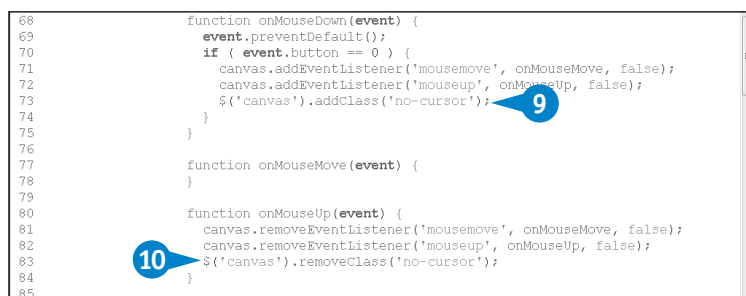 68 function onMouseDown(event) {
69 event.preventDefault();
70 if ( event.button == 0 ) {
71 canvas.addEventListener('mousemove', onMouseMove, false);
72 canvas.addEventListener('mouseup', onMouseUp, false);
73 $('canvas').addClass('no-cursor'); 9
74 }
75 }
76
77 function onMouseMove(event) {
78 }
79
80 function onMouseUp(event) {
81 canvas.removeEventListener('mousemove', onMouseMove, false);
82 canvas.removeEventListener('mouseup', onMouseUp, false);
10
83 $('canvas').removeClass('no-cursor');
84 }
85